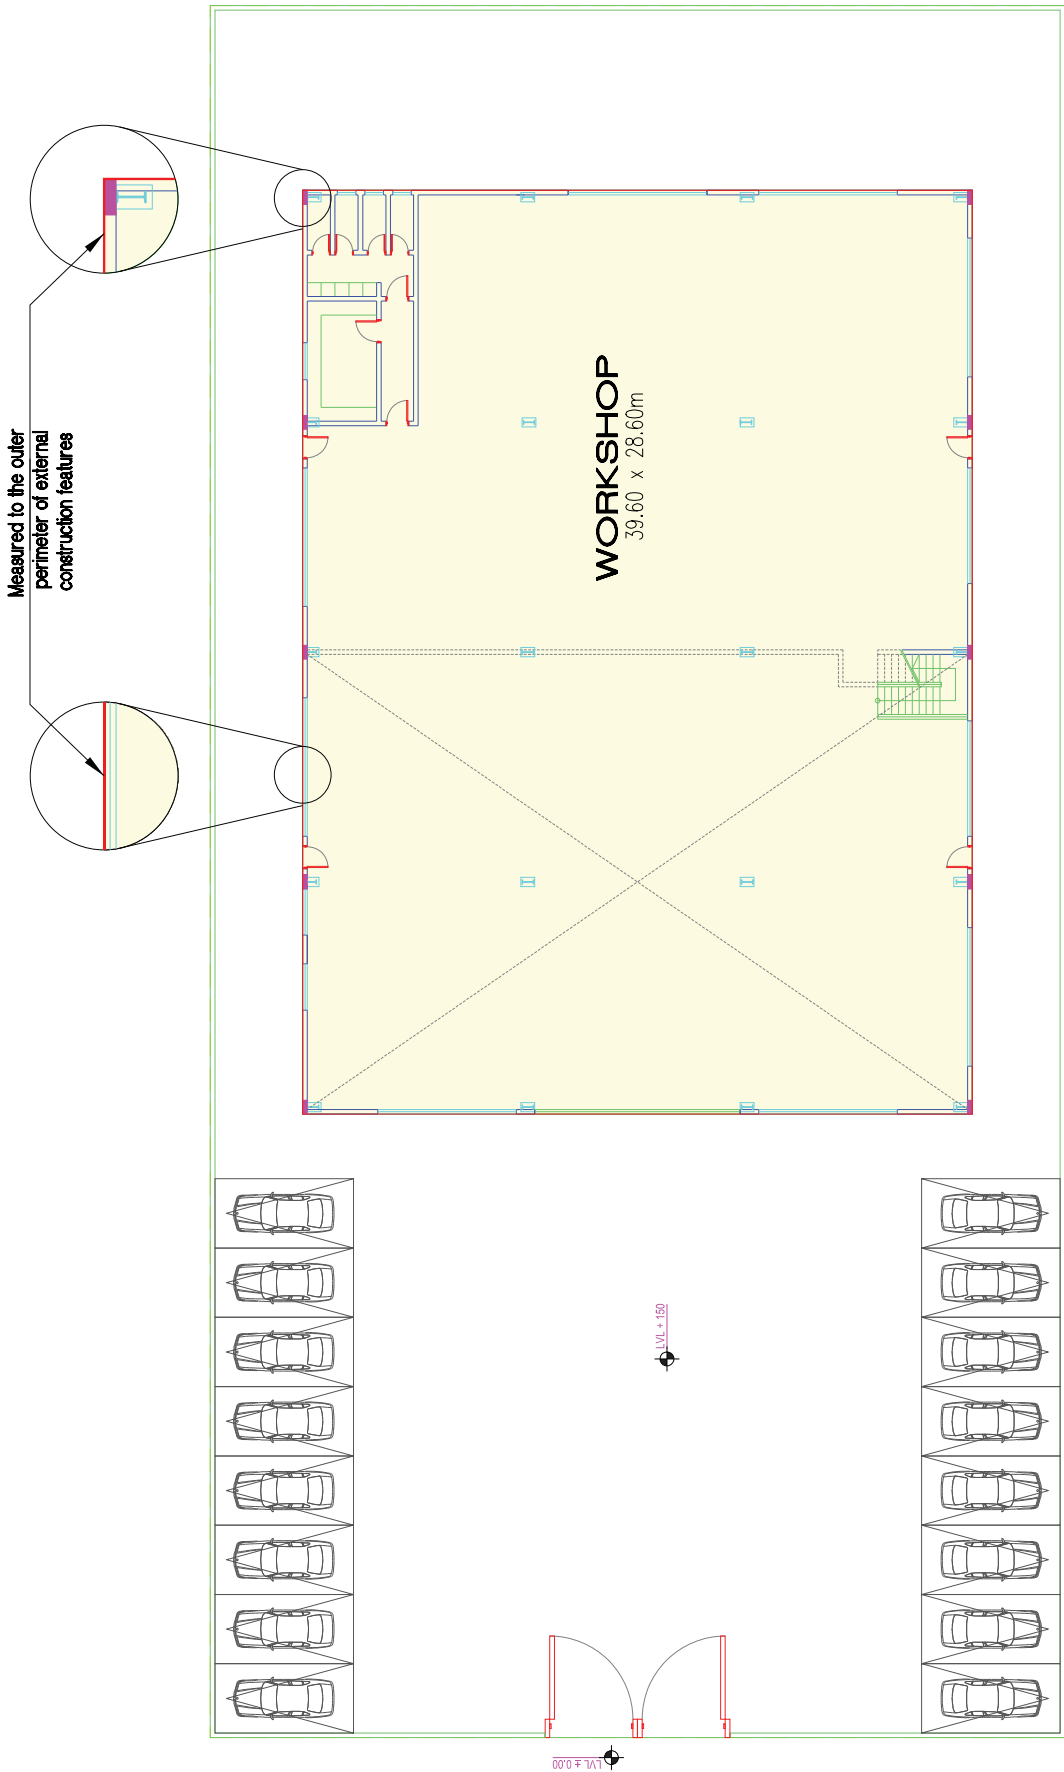 Measured to the outer
perimeter of external
construction features
WORKSHOP
39.60 x 28.60m
LVL + 150
LVL ± 0.00